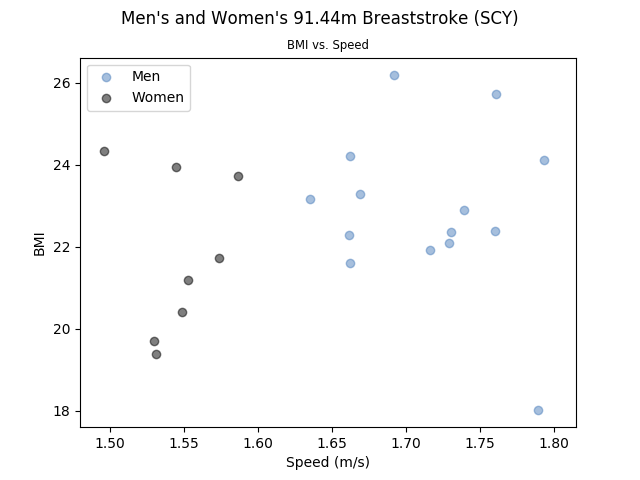 Men's and Women's 91.44m Breaststroke (SCY)
BMI vs. Speed
Men
Women
26
24
22
20
18
BMI
1.50 1.55 1.60 1.65 1.70 1.75 1.80
Speed (m/s)